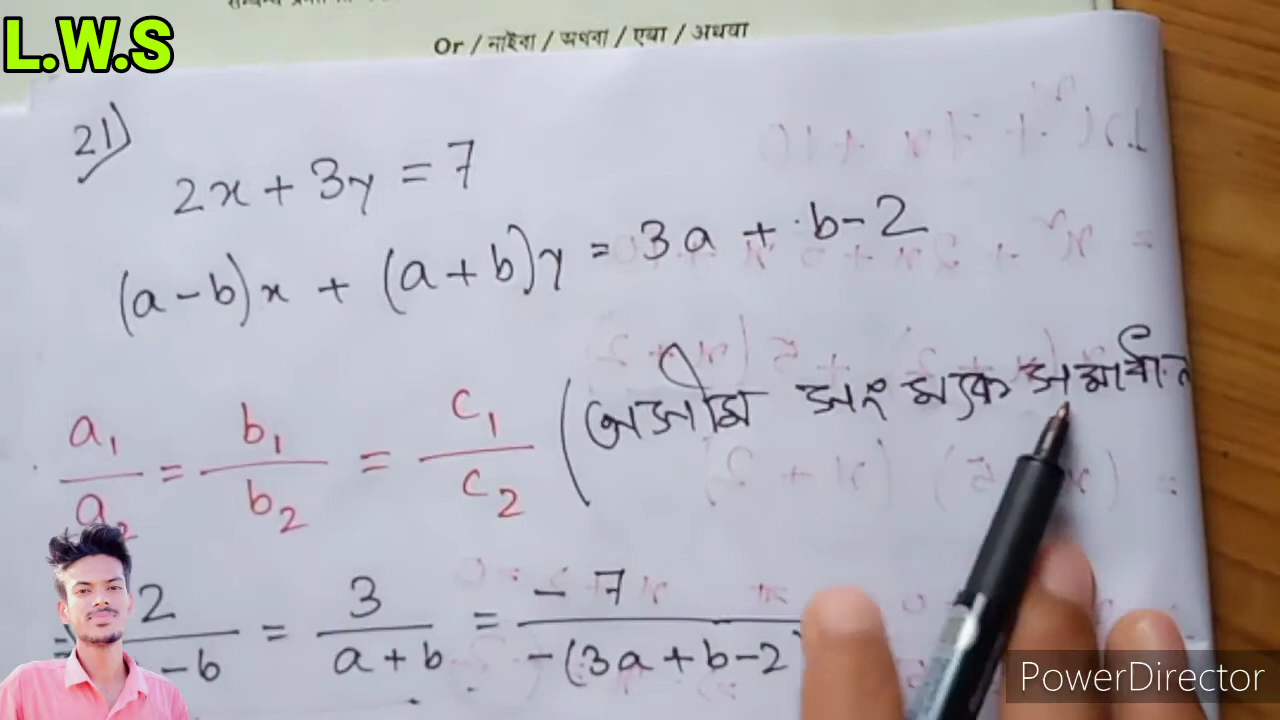 L.W.S
Or / নাইবা / অথবা / एबा / अथवा
21)
2x + 3y = 7
(a-b)x + (a+b)y = 3a + b-2
a₁/a₂ = b₁/b₂ = c₁/c₂ (অসীম সংখ্যক সমাধান
2/-b = 3/a+b = -7/-(3a+b-2)
PowerDirector